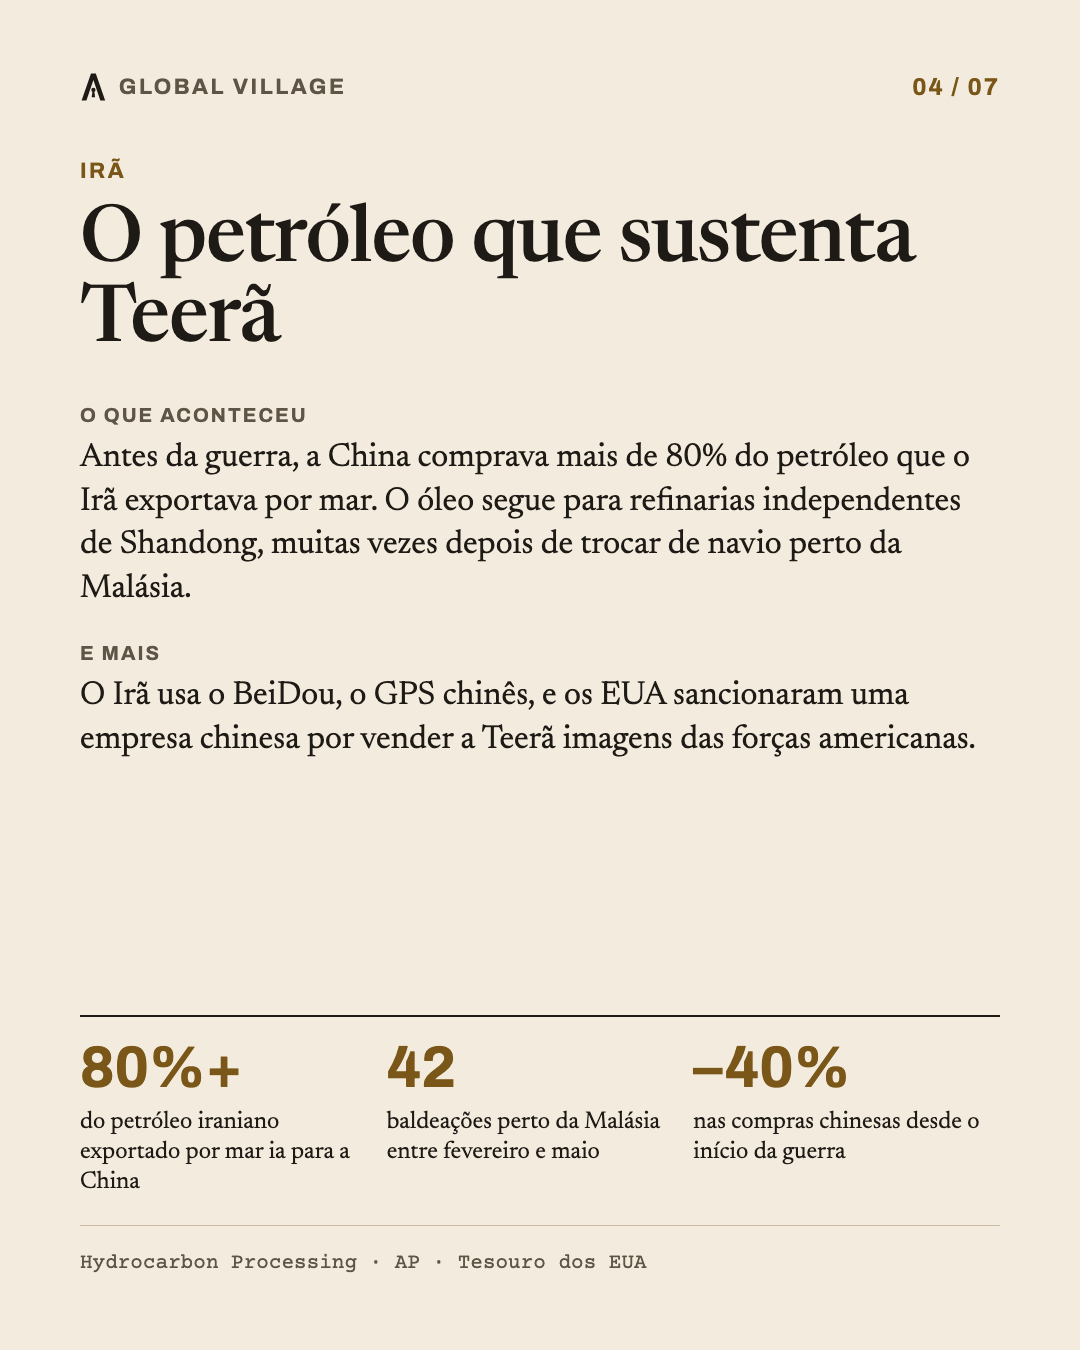 GLOBAL VILLAGE
04 / 07
IRÃ
O petróleo que sustenta
Teerã
O QUE ACONTECEU
Antes da guerra, a China comprava mais de 80% do petróleo que o
Irã exportava por mar. O óleo segue para refinarias independentes
de Shandong, muitas vezes depois de trocar de navio perto da
Malásia.
E MAIS
O Irã usa o BeiDou, o GPS chinês, e os EUA sancionaram uma
empresa chinesa por vender a Teerã imagens das forças americanas.
80%+
do petróleo iraniano
exportado por mar ia para a
China
42
baldeações perto da Malásia
entre fevereiro e maio
–40%
nas compras chinesas desde o
início da guerra
Hydrocarbon Processing · AP · Tesouro dos EUA